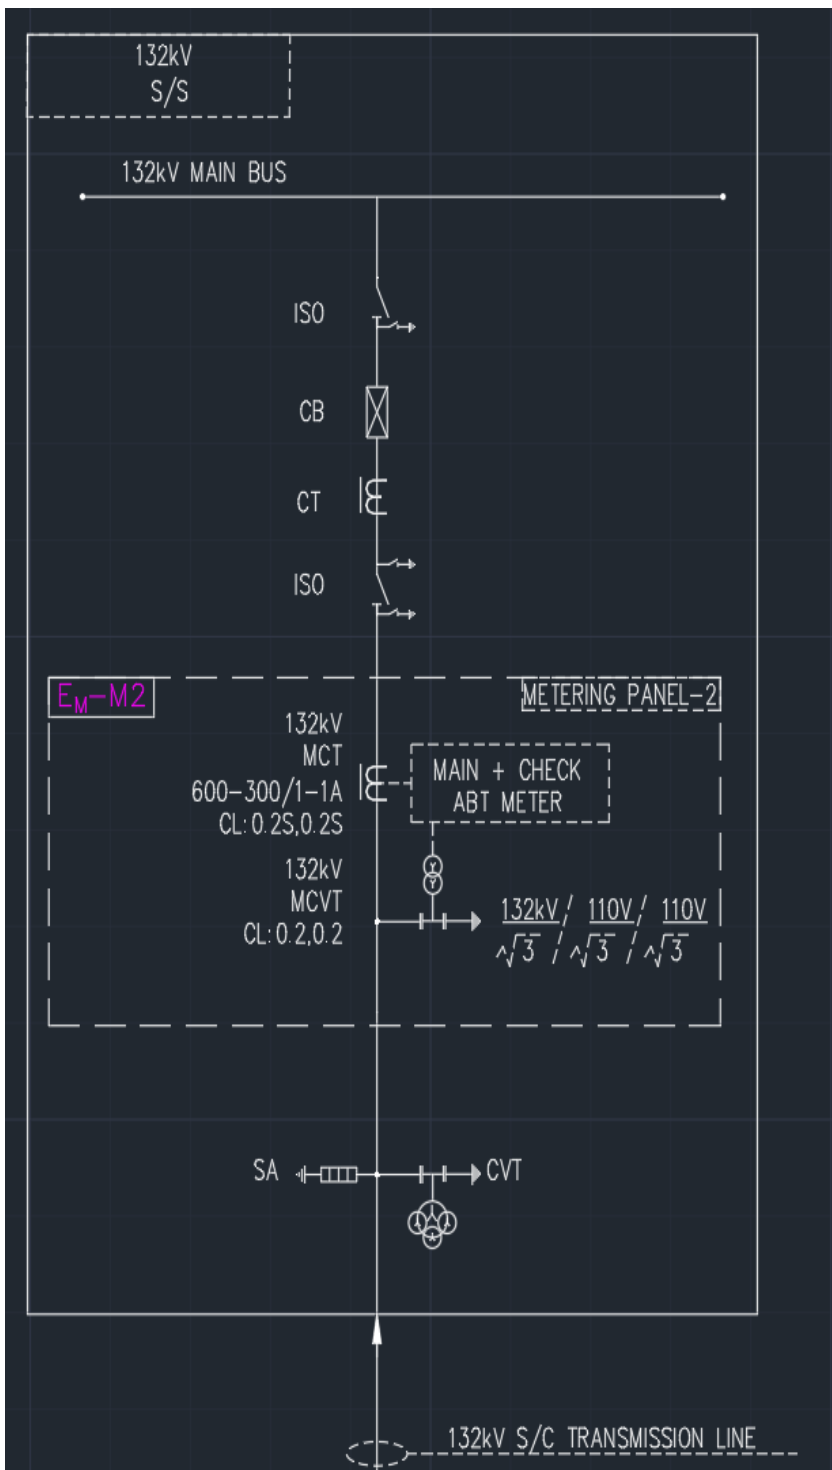 132kV
S/S
132kV MAIN BUS
ISO
CB
CT
ISO
E_M-M2
METERING PANEL-2
132kV
MCT
600-300/1-1A
CL:0.2S,0.2S
MAIN + CHECK
ABT METER
132kV
MCVT
CL:0.2,0.2
132kV/ 110V/ 110V
√3 / √3 / √3
SA
CVT
132kV S/C TRANSMISSION LINE